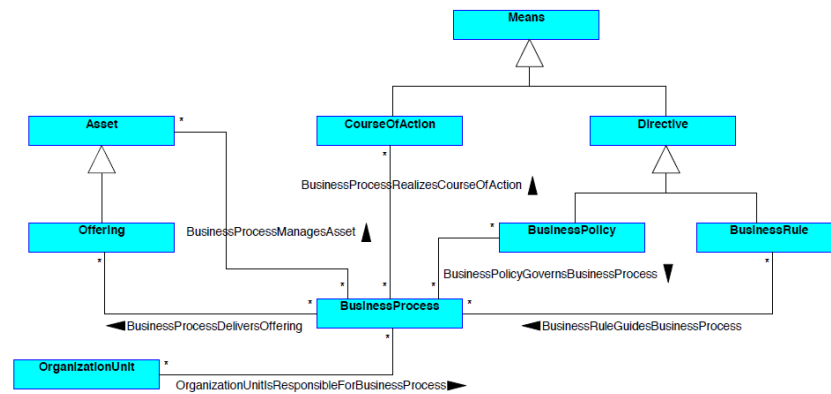 Means
Asset
*
CourseOfAction
*
Directive
BusinessProcessRealizesCourseOfAction
Offering
*
BusinessProcessManagesAsset
*
BusinessPolicy
BusinessRule
*
BusinessPolicyGovernsBusinessProcess
*
*
*
*
*
BusinessProcess
*
BusinessProcessDeliversOffering
*
BusinessRuleGuidesBusinessProcess
OrganizationUnit
*
OrganizationUnitIsResponsibleForBusinessProcess